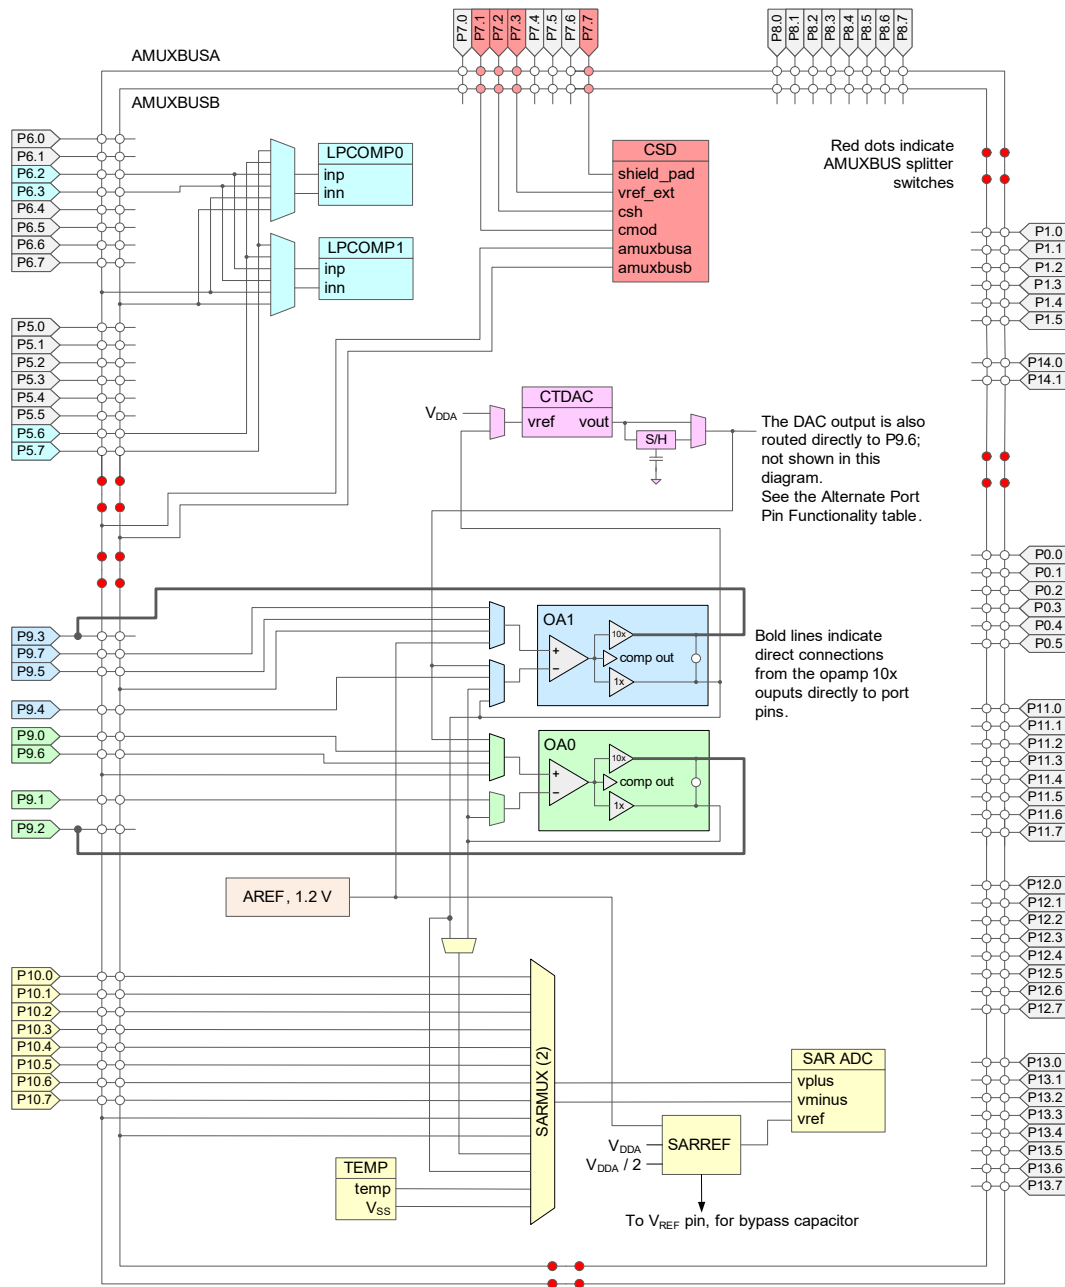 P7.0
P7.1
P7.2
P7.3
P7.4
P7.5
P7.6
P7.7
P8.0
P8.1
P8.2
P8.3
P8.4
P8.5
P8.6
P8.7
AMUXBUSA
AMUXBUSB
P6.0
P6.1
P6.2
P6.3
P6.4
P6.5
P6.6
P6.7
LPCOMP0
inp
inn
LPCOMP1
inp
inn
CSD
shield_pad
vref_ext
csh
cmod
amuxbusa
amuxbusb
Red dots indicate
AMUXBUS splitter
switches
P1.0
P1.1
P1.2
P1.3
P1.4
P1.5
P14.0
P14.1
P5.0
P5.1
P5.2
P5.3
P5.4
P5.5
P5.6
P5.7
VDDA
CTDAC
vref vout
S/H
The DAC output is also
routed directly to P9.6;
not shown in this
diagram.
See the Alternate Port
Pin Functionality table.
P0.0
P0.1
P0.2
P0.3
P0.4
P0.5
P9.3
P9.7
P9.5
P9.4
P9.0
P9.6
P9.1
P9.2
OA1
10x
+
comp out
−
1x
Bold lines indicate
direct connections
from the opamp 10x
ouputs directly to port
pins.
OA0
10x
+
comp out
−
1x
P11.0
P11.1
P11.2
P11.3
P11.4
P11.5
P11.6
P11.7
AREF, 1.2 V
P12.0
P12.1
P12.2
P12.3
P12.4
P12.5
P12.6
P12.7
P10.0
P10.1
P10.2
P10.3
P10.4
P10.5
P10.6
P10.7
SARMUX (2)
SAR ADC
vplus
vminus
vref
P13.0
P13.1
P13.2
P13.3
P13.4
P13.5
P13.6
P13.7
VDDA
VDDA / 2
SARREF
TEMP
temp
VSS
To VREF pin, for bypass capacitor